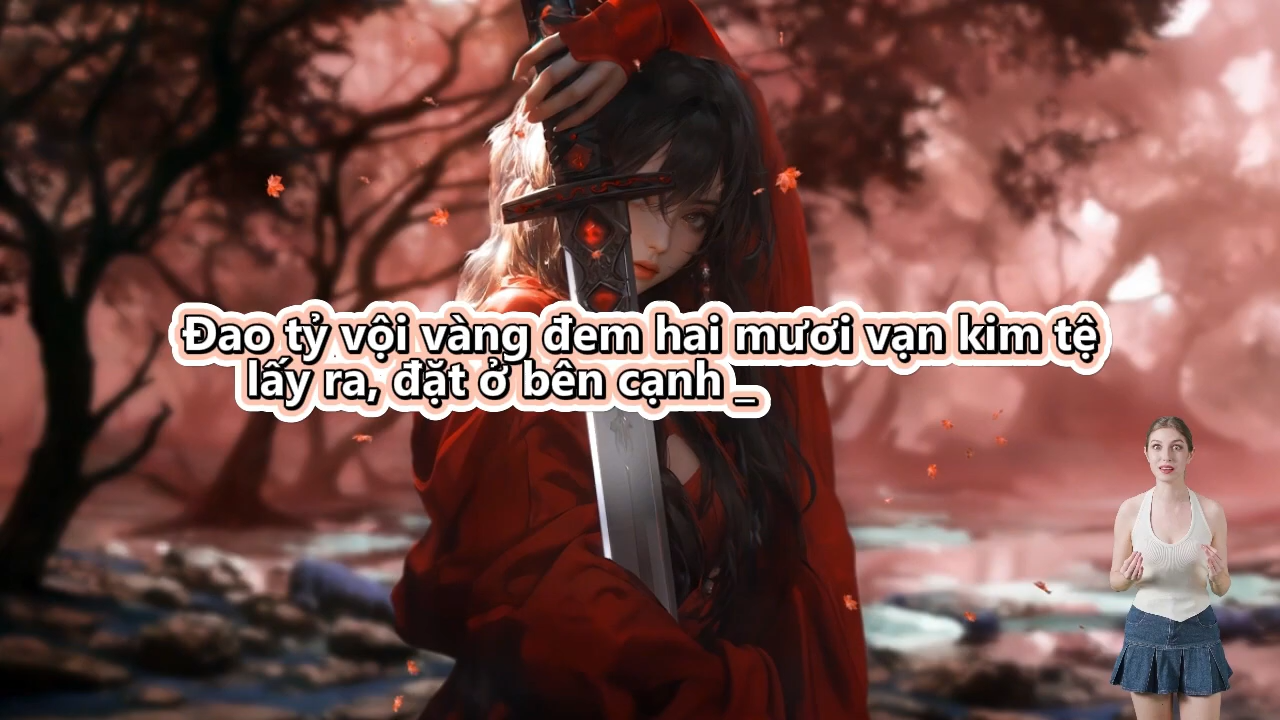 Đao tỷ vội vàng đem hai mươi vạn kim tệ
lấy ra, đặt ở bên cạnh _